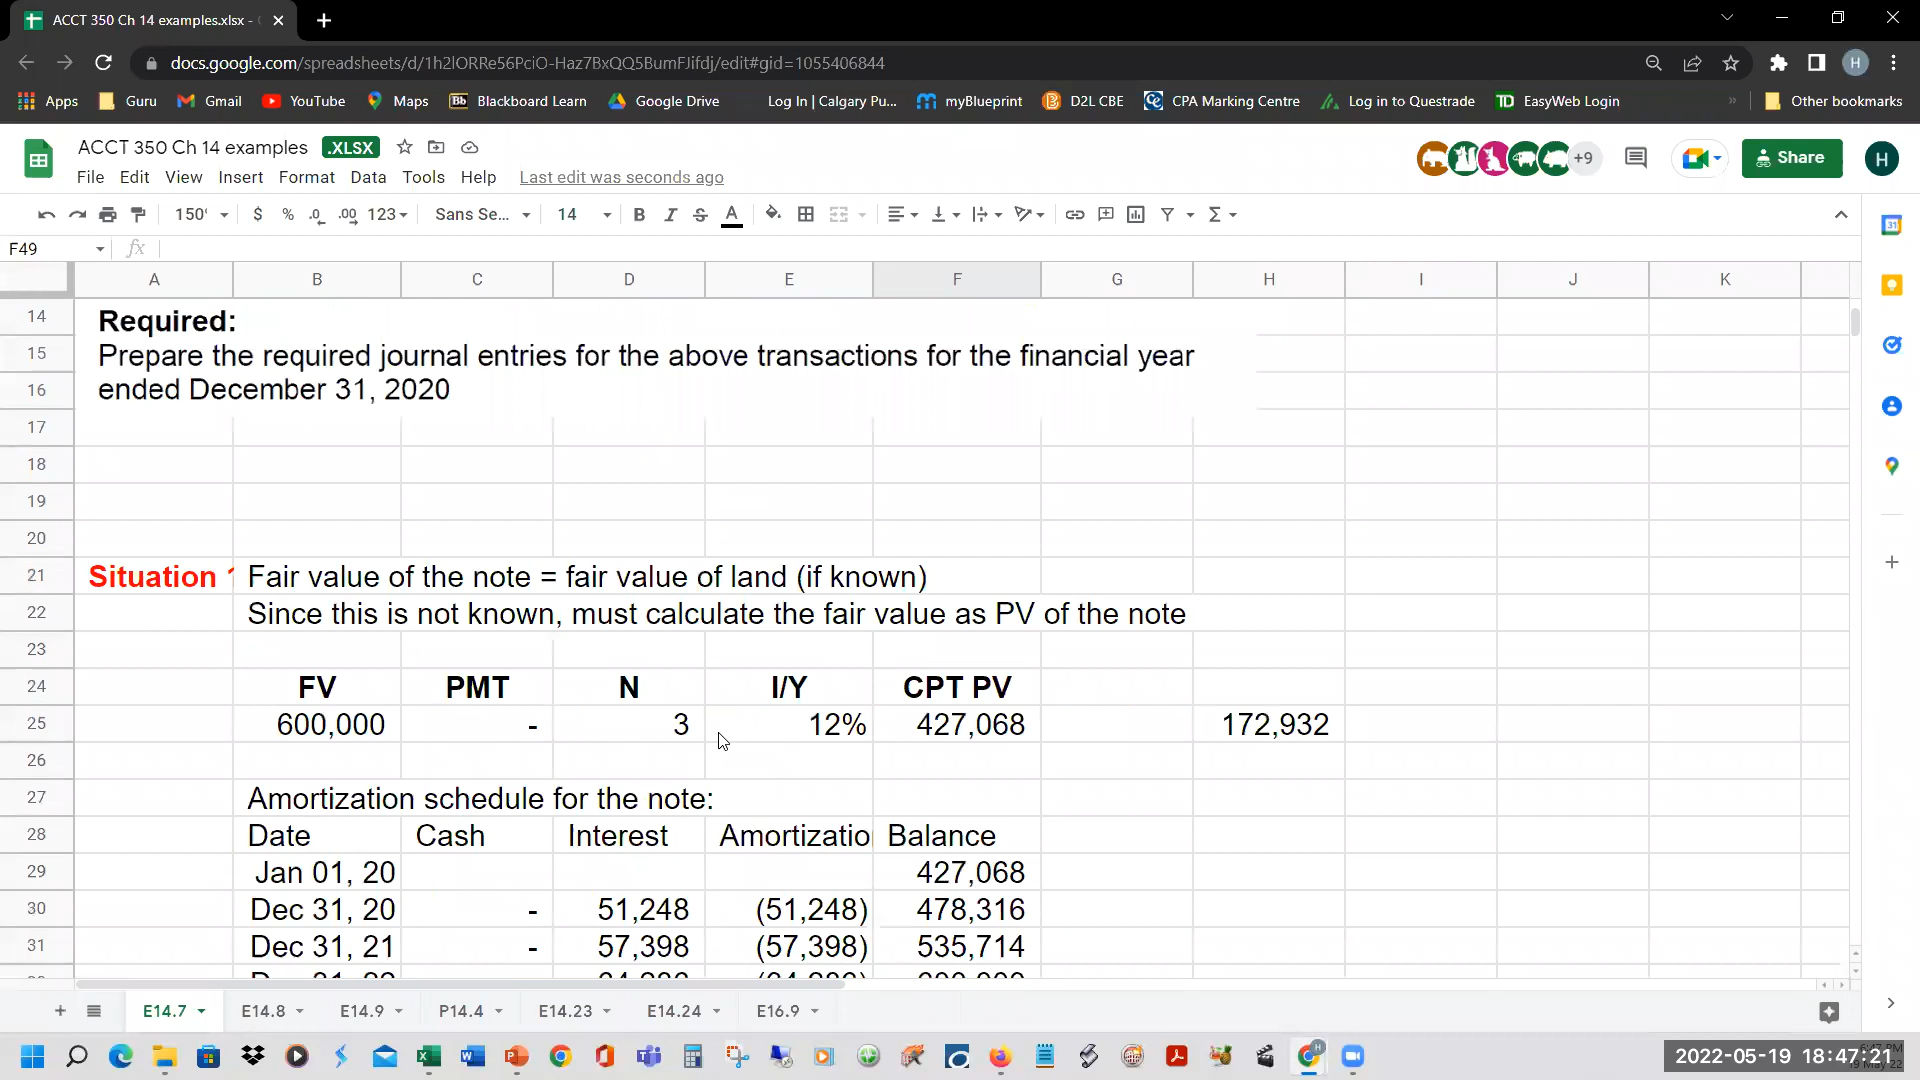 ACCT 350 Ch 14 examples.xlsx -
docs.google.com/spreadsheets/d/1h2lORRe56PciO-Haz7BxQQ5BumFJifdj/edit#gid=1055406844
H
Apps Guru Gmail YouTube Maps Bb Blackboard Learn Google Drive Log In | Calgary Pu... myBlueprint D2L CBE CPA Marking Centre Log in to Questrade TD EasyWeb Login » Other bookmarks
ACCT 350 Ch 14 examples .XLSX
+9 Share H
File Edit View Insert Format Data Tools Help Last edit was seconds ago
150% $ % .0 .00 123 Sans Se... 14 B I S A
F49 fx
A B C D E F G H I J K
14 Required:
15 Prepare the required journal entries for the above transactions for the financial year
16 ended December 31, 2020
17
18
19
20
21 Situation Fair value of the note = fair value of land (if known)
22 Since this is not known, must calculate the fair value as PV of the note
23
24 FV PMT N I/Y CPT PV
25 600,000 - 3 12% 427,068 172,932
26
27 Amortization schedule for the note:
28 Date Cash Interest Amortizatio Balance
29 Jan 01, 20 427,068
30 Dec 31, 20 - 51,248 (51,248) 478,316
31 Dec 31, 21 - 57,398 (57,398) 535,714
E14.7 E14.8 E14.9 P14.4 E14.23 E14.24 E16.9
2022-05-19 18:47:21